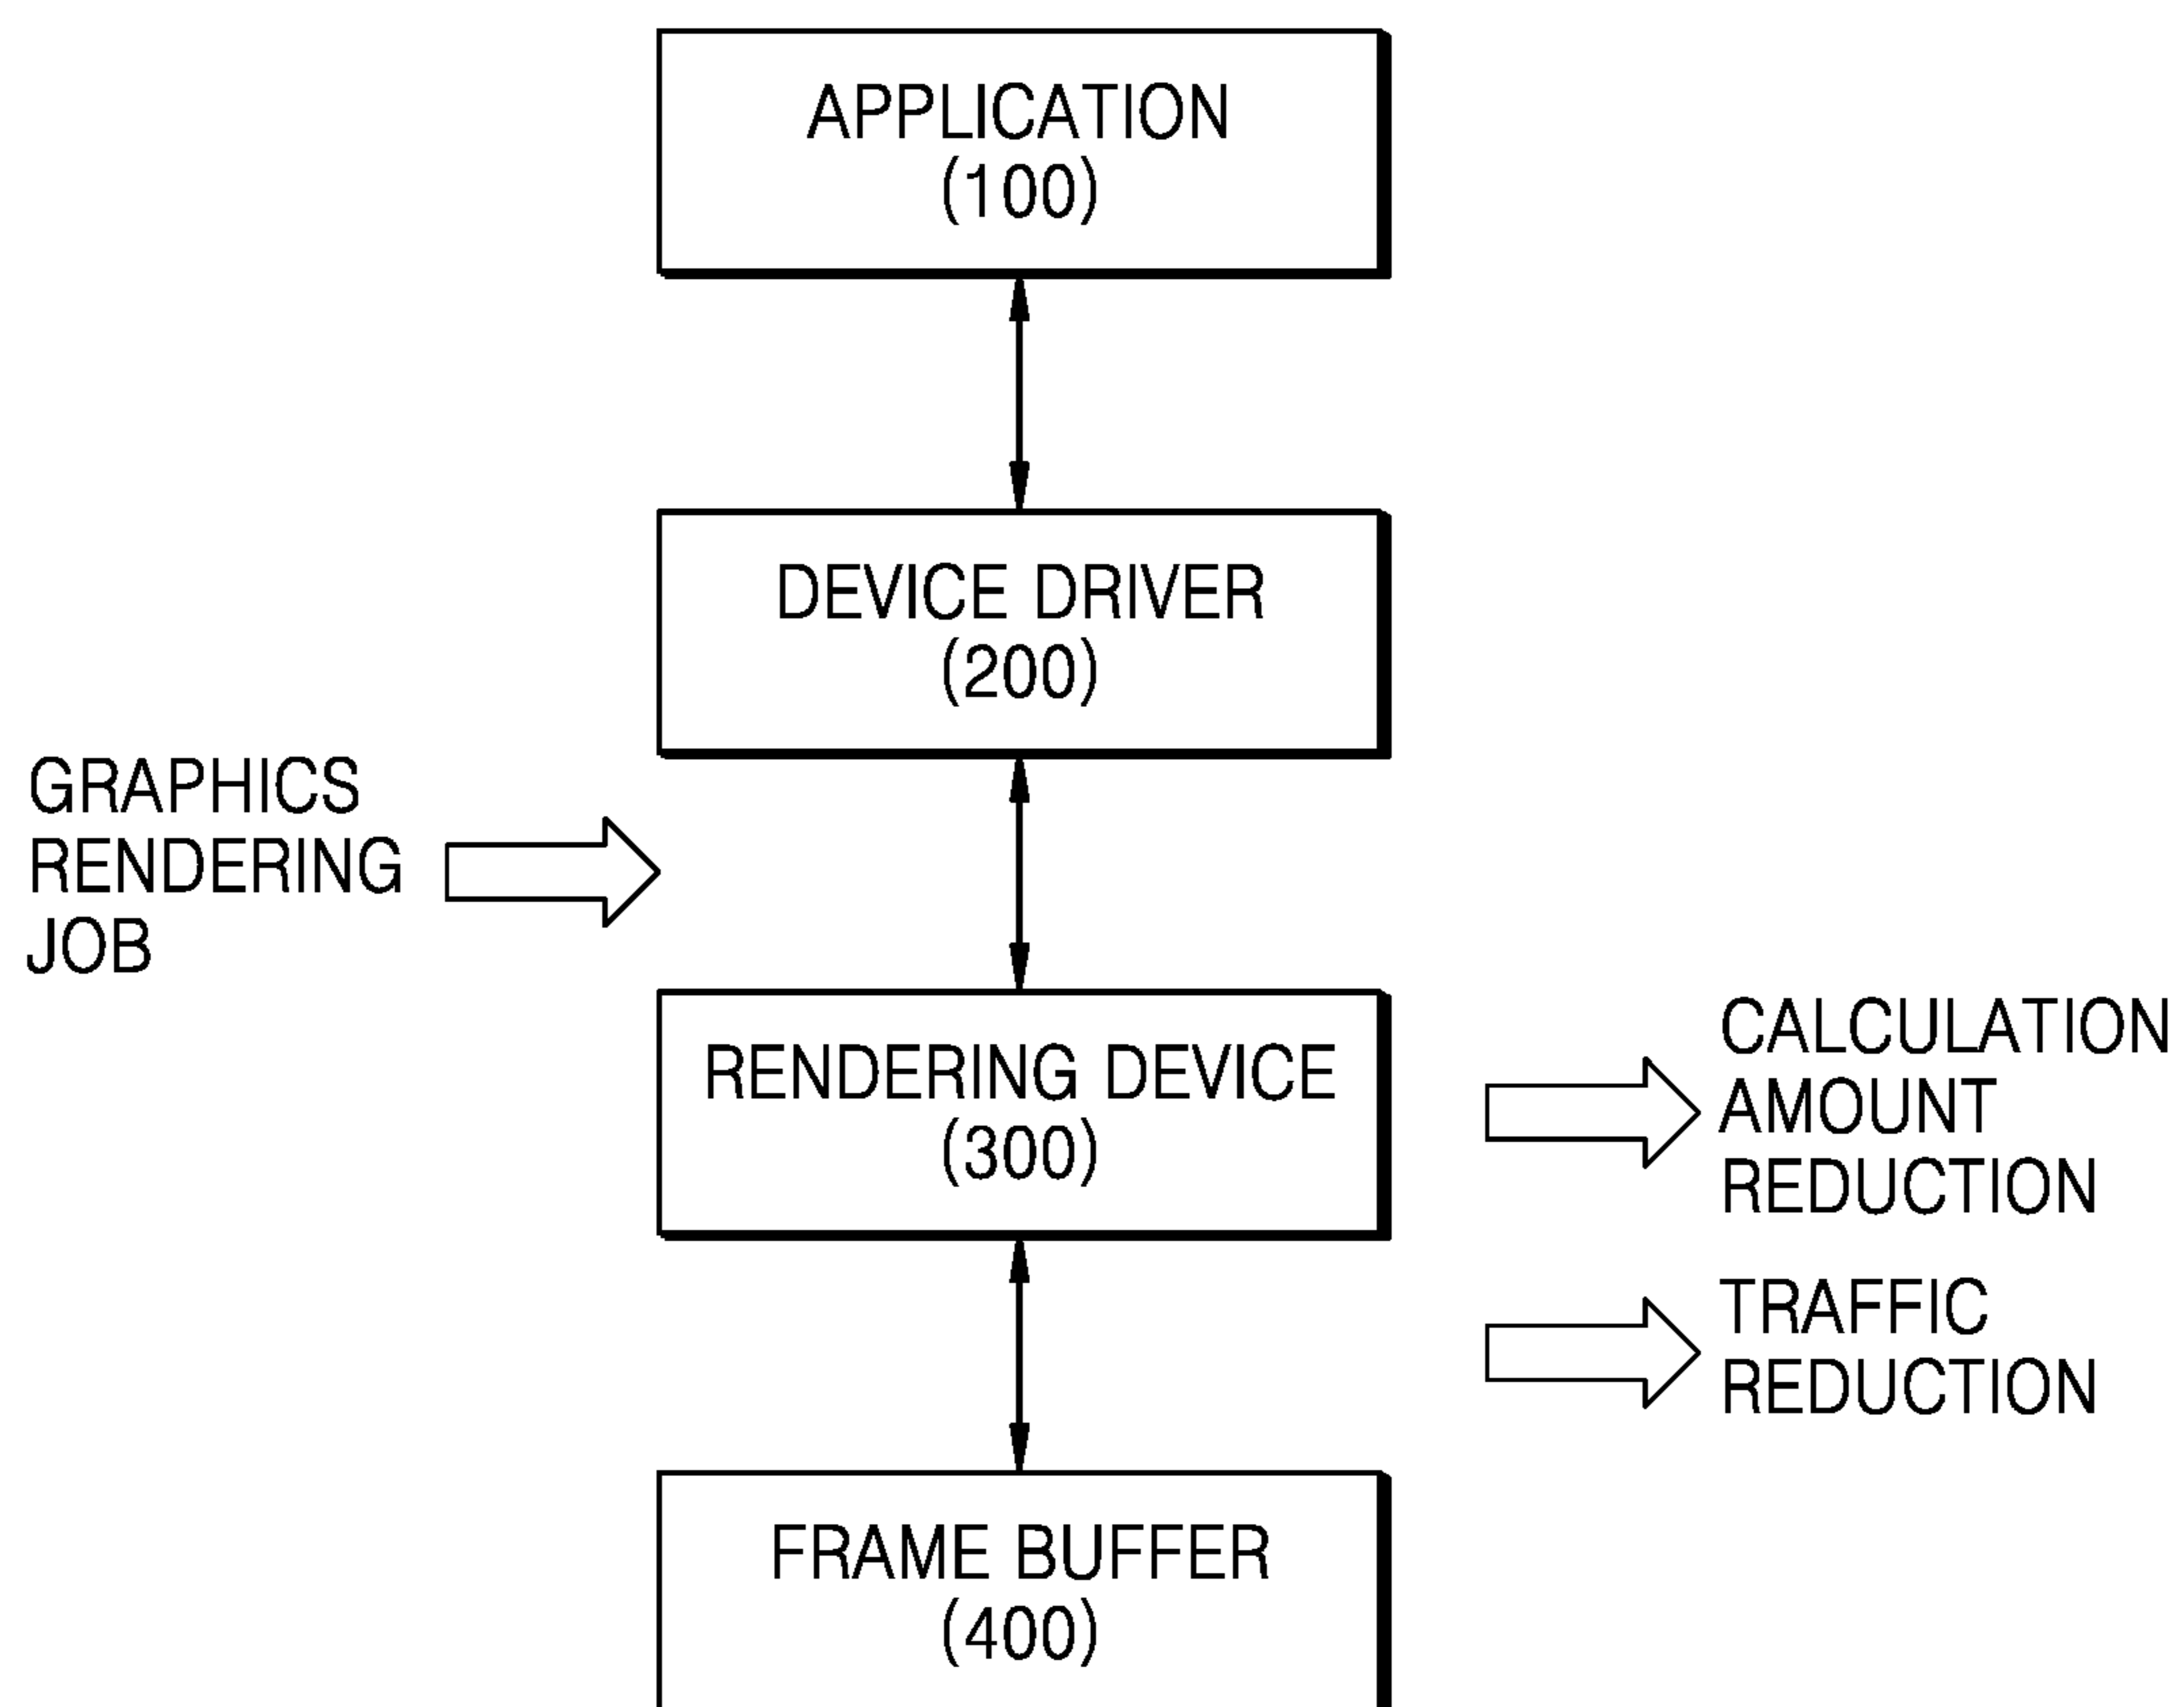 APPLICATION
(100)
DEVICE DRIVER
(200)
GRAPHICS
RENDERING
JOB
RENDERING DEVICE
(300)
CALCULATION
AMOUNT
REDUCTION
TRAFFIC
REDUCTION
FRAME BUFFER
(400)